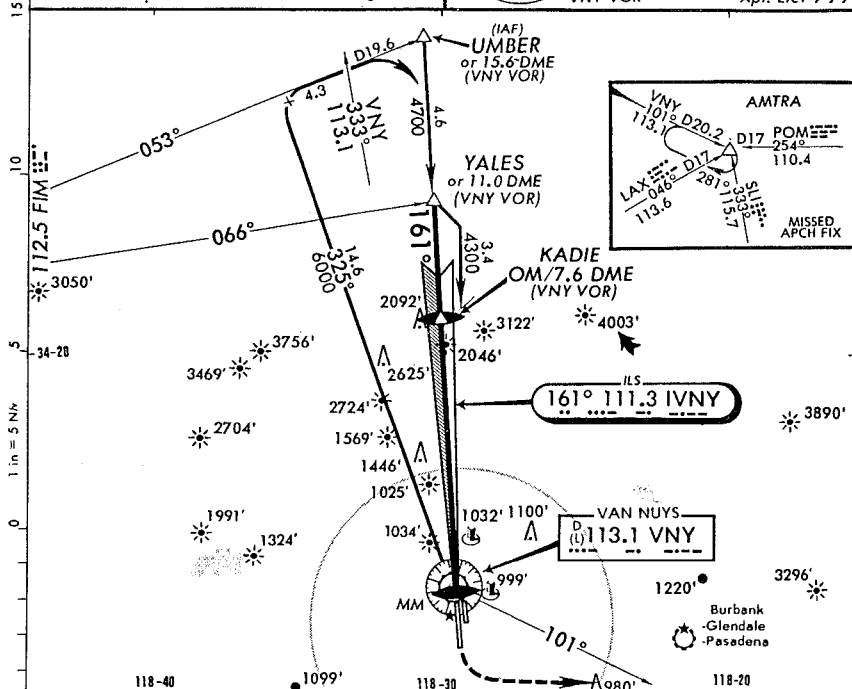 15
VNY VOR
(IAF)
UMBER
or 15.6 DME
(VNY VOR)
D19.6
4.3
VNY
333°
113.1
4.6
4700
053°
YALES
or 11.0 DME
(VNY VOR)
AMTRA
VNY
101° D20.2
113.1
D17 POM
254°
110.4
LAX
046° D17
113.6
281°
SLI
333°
115.7
MISSED
APCH FIX
10
112.5 FIM
066°
161°
3.4
4300
14.6
325°
6000
KADIE
OM/7.6 DME
(VNY VOR)
3050'
2092'
3122'
4003'
5
34-20
3756'
3469'
2046'
2625'
ILS
161° 111.3 IVNY
2724'
3890'
2704'
1569'
1446'
1025'
1 in = 5 NM
0
1991'
1324'
1034'
1032'
1100'
VAN NUYS
D
(L) 113.1 VNY
999'
MM
1220'
3296'
Burbank
-Glendale
-Pasadena
101°
118-40
1099'
118-30
980'
118-20